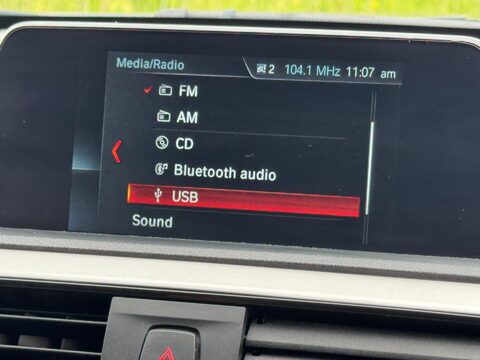 Media/Radio 2 104.1 MHz 11:07 am
FM
AM
CD
Bluetooth audio
USB
Sound